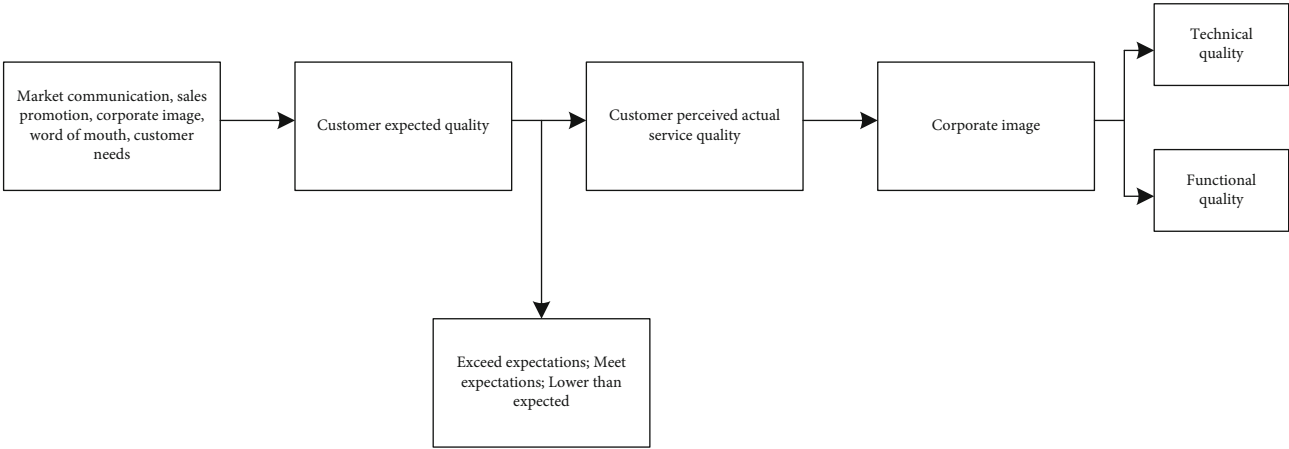 Market communication, sales
promotion, corporate image,
word of mouth, customer
needs
Customer expected quality
Customer perceived actual
service quality
Corporate image
Technical
quality
Functional
quality
Exceed expectations; Meet
expectations; Lower than
expected